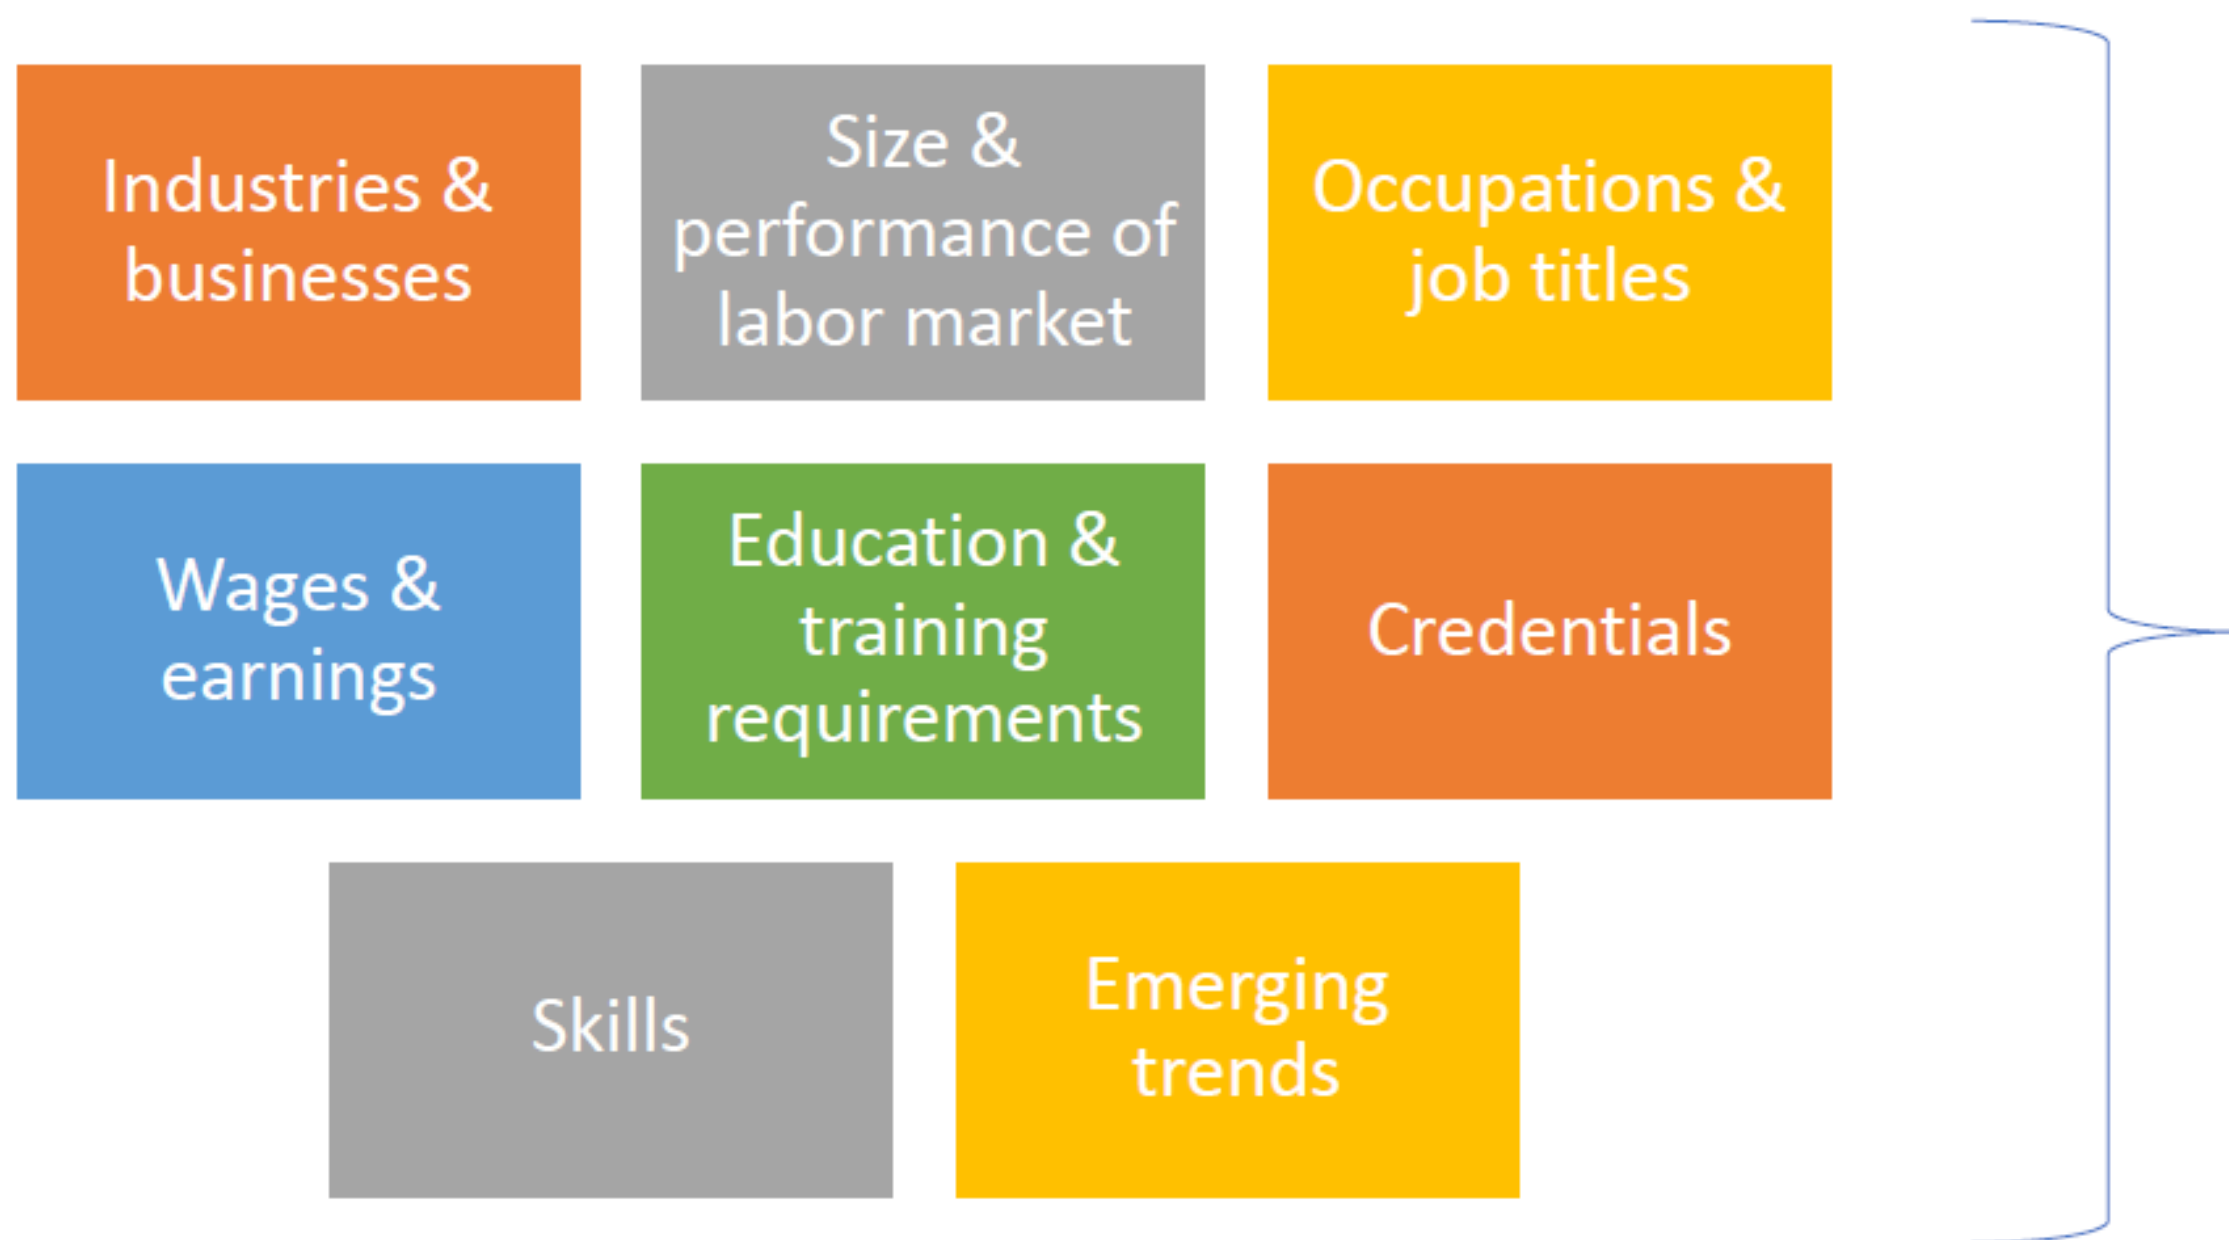 Industries &
businesses
Size &
performance of
labor market
Occupations &
job titles
Wages &
earnings
Education &
training
requirements
Credentials
Skills
Emerging
trends